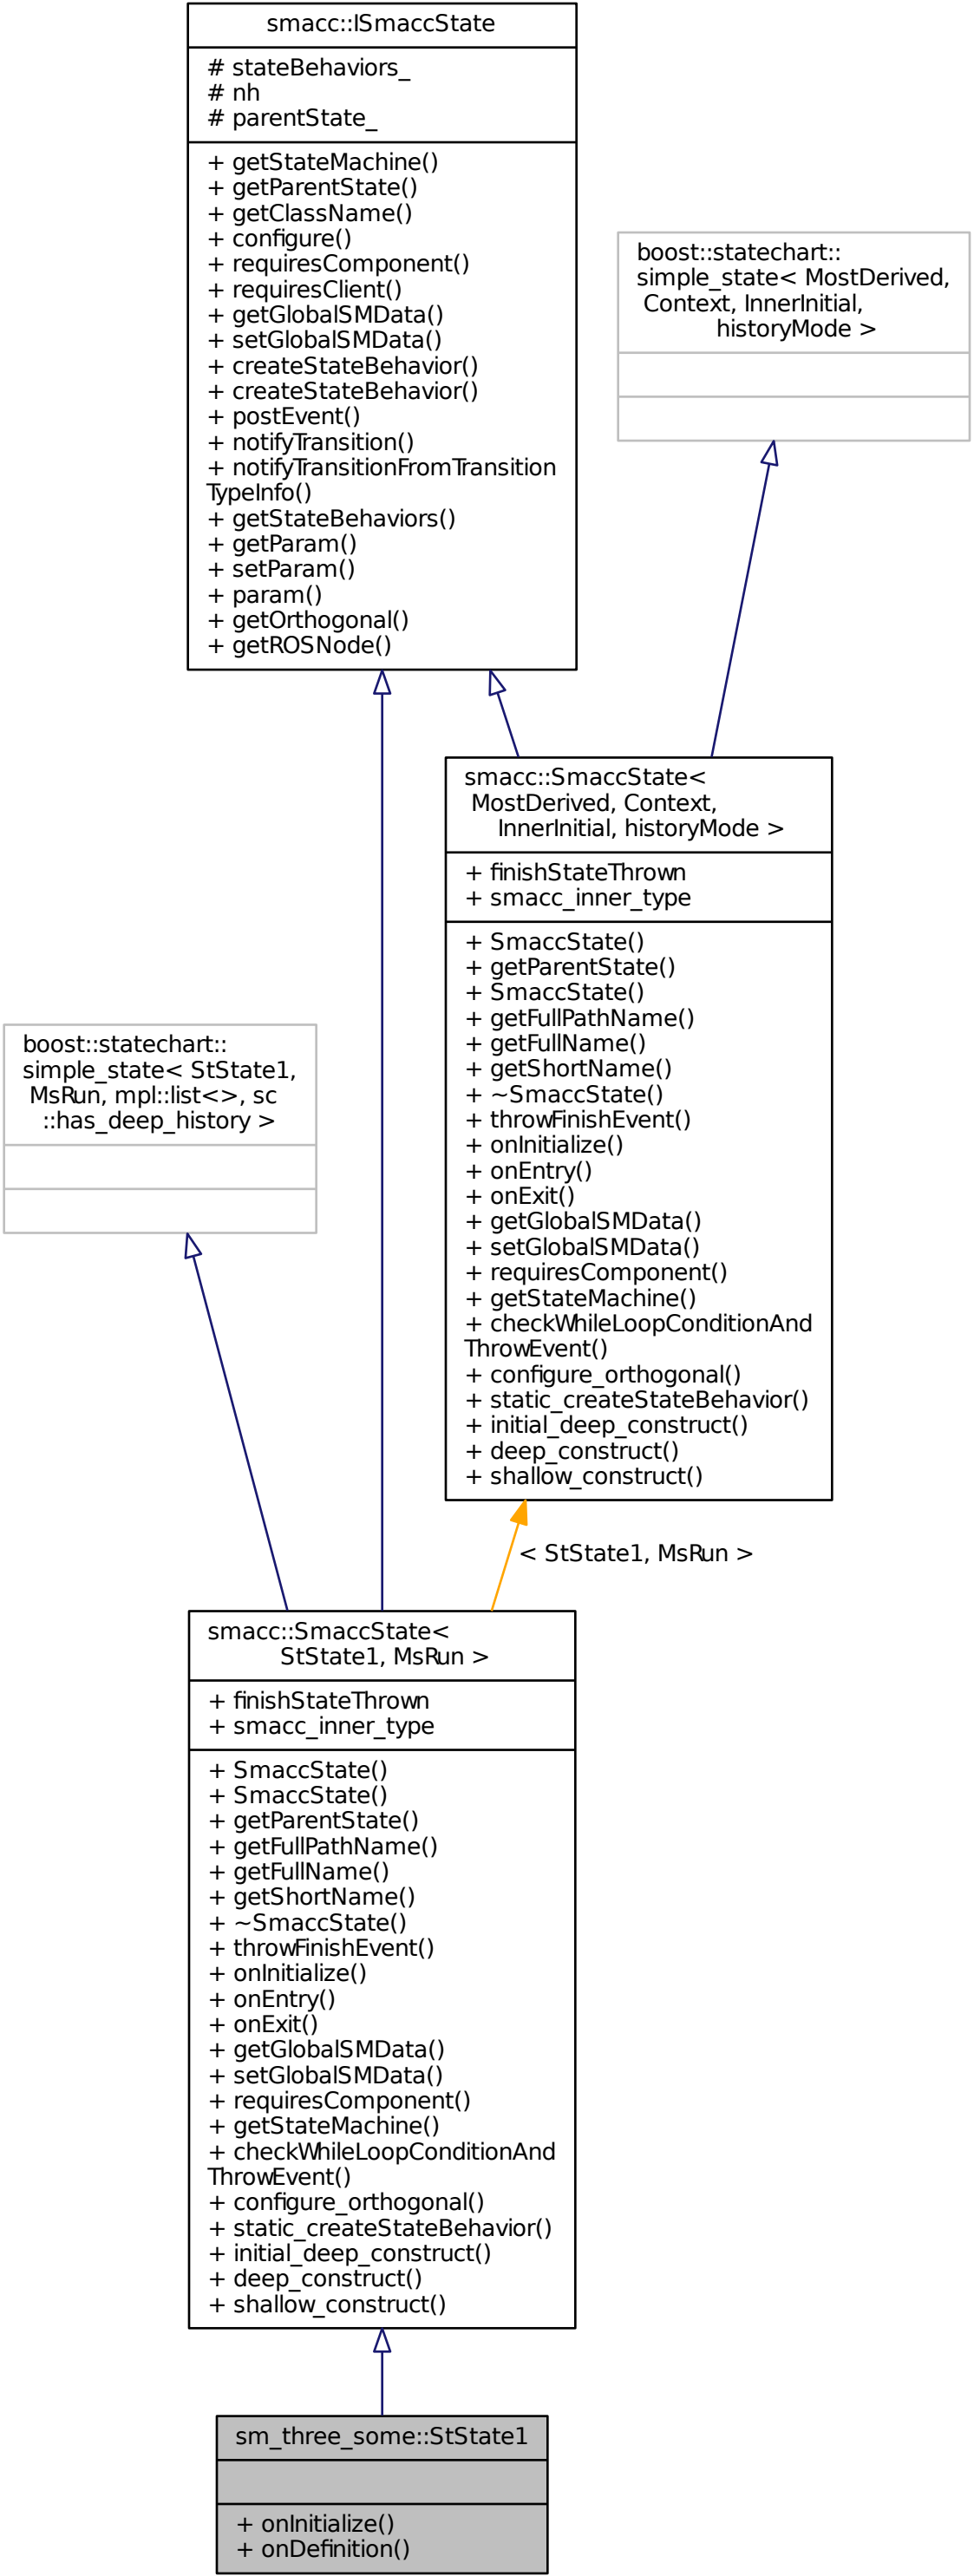 smacc::ISmaccState
# stateBehaviors_
# nh
# parentState_
+ getStateMachine()
+ getParentState()
+ getClassName()
+ configure()
+ requiresComponent()
+ requiresClient()
+ getGlobalSMData()
+ setGlobalSMData()
+ createStateBehavior()
+ createStateBehavior()
+ postEvent()
+ notifyTransition()
+ notifyTransitionFromTransition
TypeInfo()
+ getStateBehaviors()
+ getParam()
+ setParam()
+ param()
+ getOrthogonal()
+ getROSNode()
boost::statechart::
simple_state< MostDerived,
Context, InnerInitial,
historyMode >
smacc::SmaccState<
MostDerived, Context,
InnerInitial, historyMode >
+ finishStateThrown
+ smacc_inner_type
+ SmaccState()
+ getParentState()
+ SmaccState()
+ getFullPathName()
+ getFullName()
+ getShortName()
+ ~SmaccState()
+ throwFinishEvent()
+ onInitialize()
+ onEntry()
+ onExit()
+ getGlobalSMData()
+ setGlobalSMData()
+ requiresComponent()
+ getStateMachine()
+ checkWhileLoopConditionAnd
ThrowEvent()
+ configure_orthogonal()
+ static_createStateBehavior()
+ initial_deep_construct()
+ deep_construct()
+ shallow_construct()
boost::statechart::
simple_state< StState1,
MsRun, mpl::list<>, sc
::has_deep_history >
< StState1, MsRun >
smacc::SmaccState<
StState1, MsRun >
+ finishStateThrown
+ smacc_inner_type
+ SmaccState()
+ SmaccState()
+ getParentState()
+ getFullPathName()
+ getFullName()
+ getShortName()
+ ~SmaccState()
+ throwFinishEvent()
+ onInitialize()
+ onEntry()
+ onExit()
+ getGlobalSMData()
+ setGlobalSMData()
+ requiresComponent()
+ getStateMachine()
+ checkWhileLoopConditionAnd
ThrowEvent()
+ configure_orthogonal()
+ static_createStateBehavior()
+ initial_deep_construct()
+ deep_construct()
+ shallow_construct()
sm_three_some::StState1
+ onInitialize()
+ onDefinition()